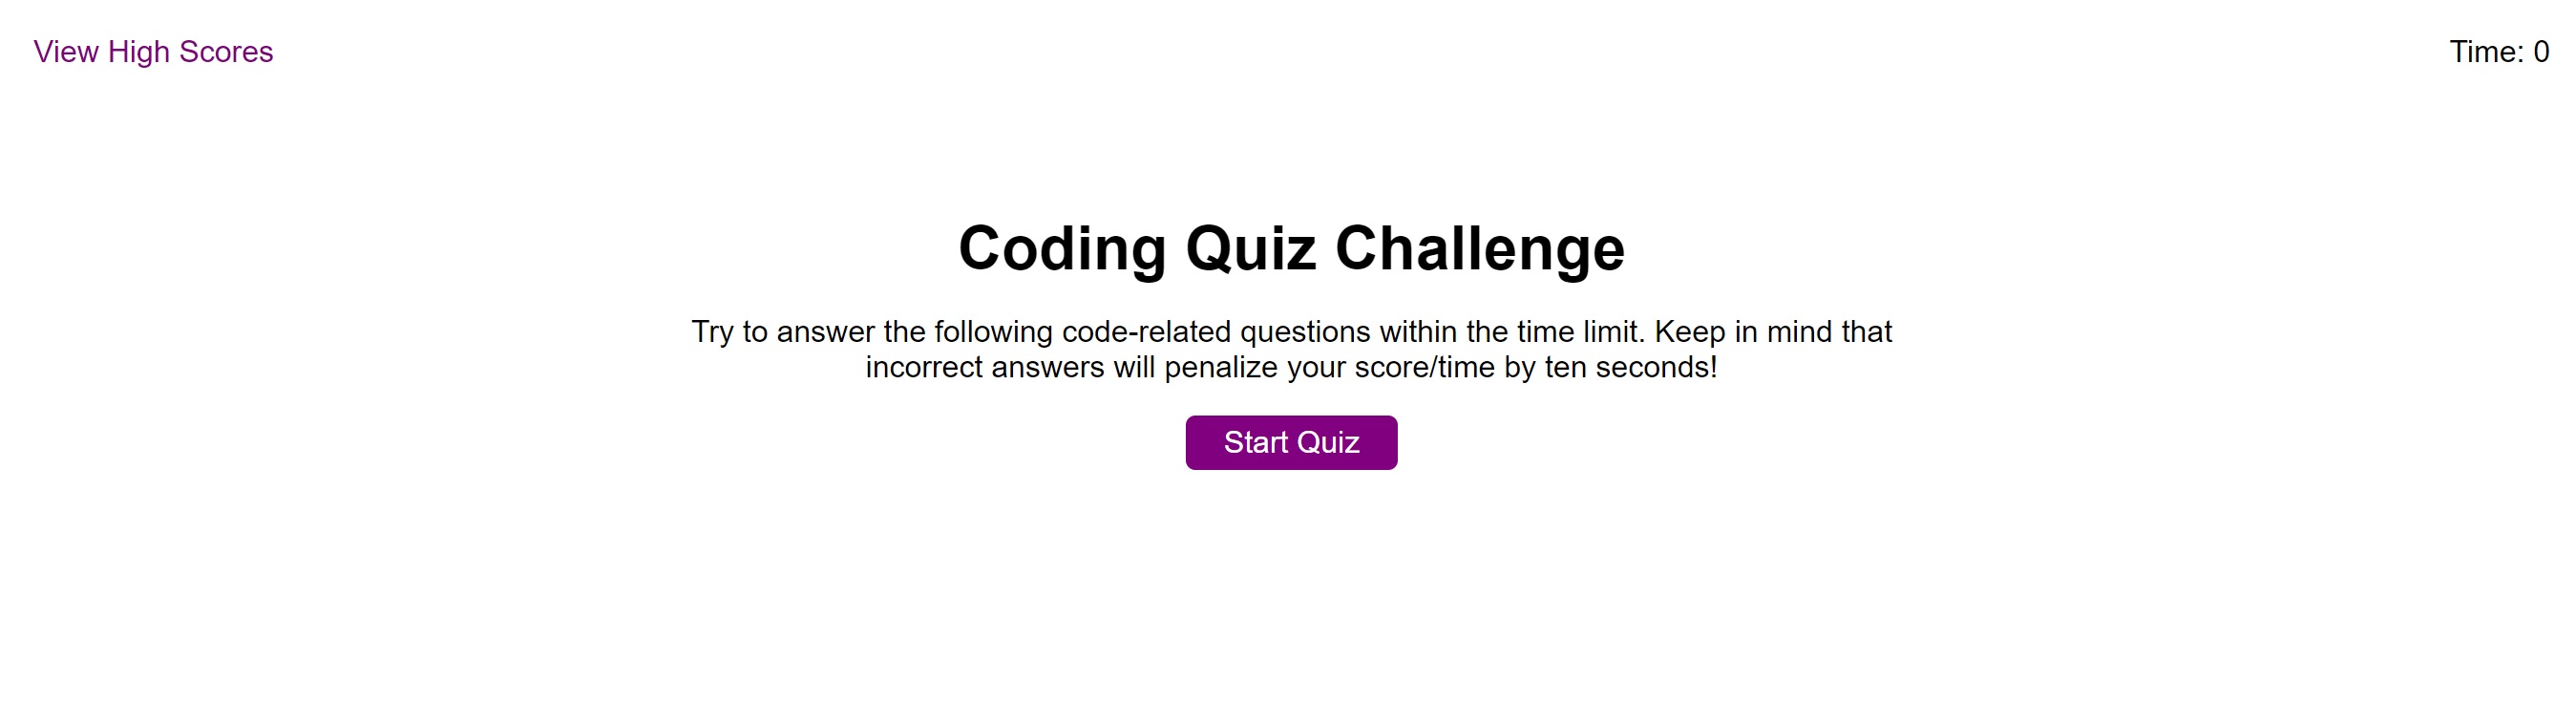 View High Scores
Time: 0
Coding Quiz Challenge
Try to answer the following code-related questions within the time limit. Keep in mind that
incorrect answers will penalize your score/time by ten seconds!
Start Quiz